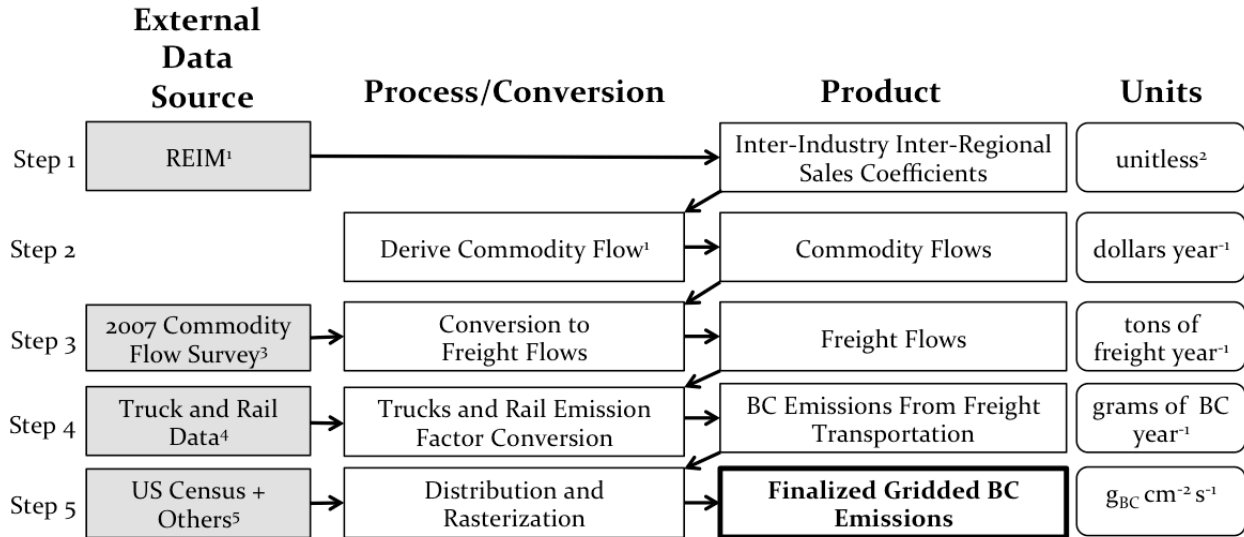 External
Data
Source
Process/Conversion
Product
Units
Step 1
REIM¹
Inter-Industry Inter-Regional
Sales Coefficients
unitless²
Step 2
Derive Commodity Flow¹
Commodity Flows
dollars year⁻¹
Step 3
2007 Commodity
Flow Survey³
Conversion to
Freight Flows
Freight Flows
tons of
freight year⁻¹
Step 4
Truck and Rail
Data⁴
Trucks and Rail Emission
Factor Conversion
BC Emissions From Freight
Transportation
grams of BC
year⁻¹
Step 5
US Census +
Others⁵
Distribution and
Rasterization
Finalized Gridded BC
Emissions
g_BC cm⁻² s⁻¹